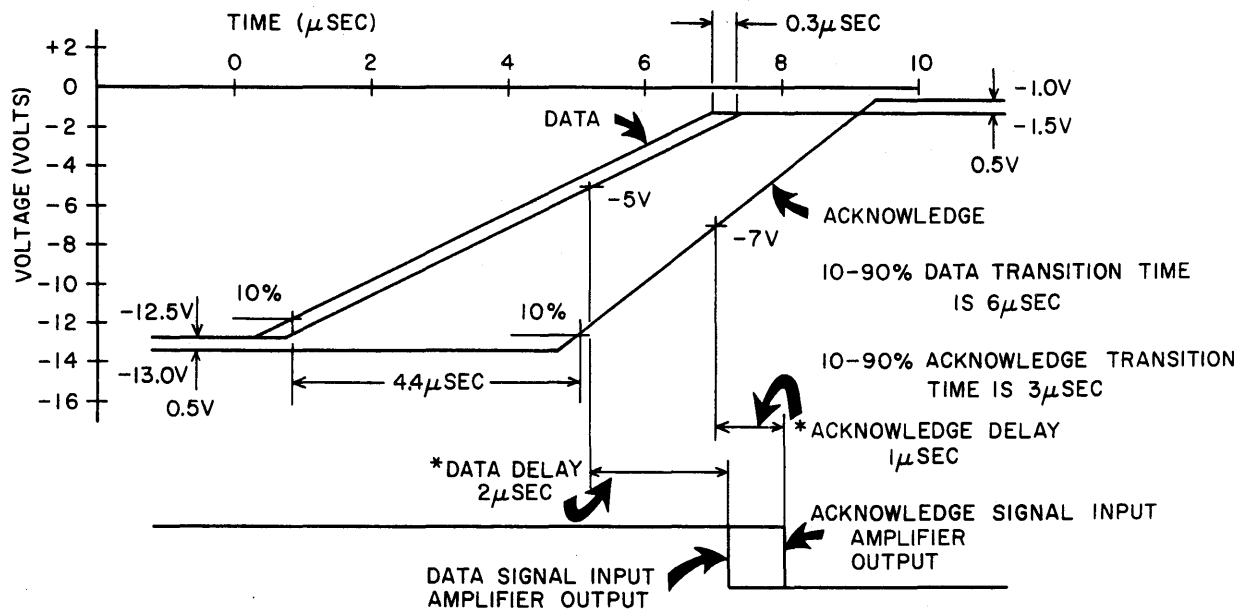 TIME (μSEC)
0.3μSEC
VOLTAGE (VOLTS)
+2
0
-2
-4
-6
-8
-10
-12
-14
-16
0
2
4
6
8
10
-1.0V
-1.5V
0.5V
DATA
-5V
ACKNOWLEDGE
-7V
10%
-12.5V
10%
-13.0V
0.5V
4.4μSEC
10-90% DATA TRANSITION TIME
IS 6μSEC
10-90% ACKNOWLEDGE TRANSITION
TIME IS 3μSEC
*ACKNOWLEDGE DELAY
1μSEC
*DATA DELAY
2μSEC
ACKNOWLEDGE SIGNAL INPUT
AMPLIFIER
OUTPUT
DATA SIGNAL INPUT
AMPLIFIER OUTPUT